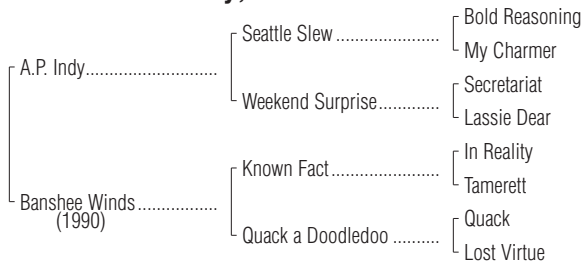 Bold Reasoning
Seattle Slew
My Charmer
A.P. Indy
Secretariat
Weekend Surprise
Lassie Dear
In Reality
Known Fact
Tamerett
Banshee Winds
(1990)
Quack
Quack a Doodledoo
Lost Virtue